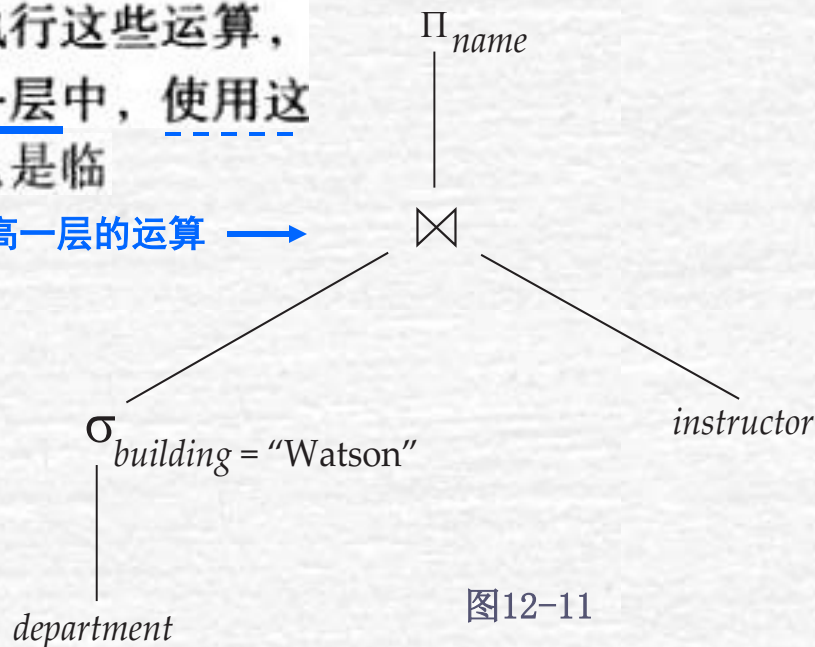 行这些运算，
层中，使用这
是临
高一层的运算
Π name
⋈
σ building = “Watson”
instructor
department
图12-11